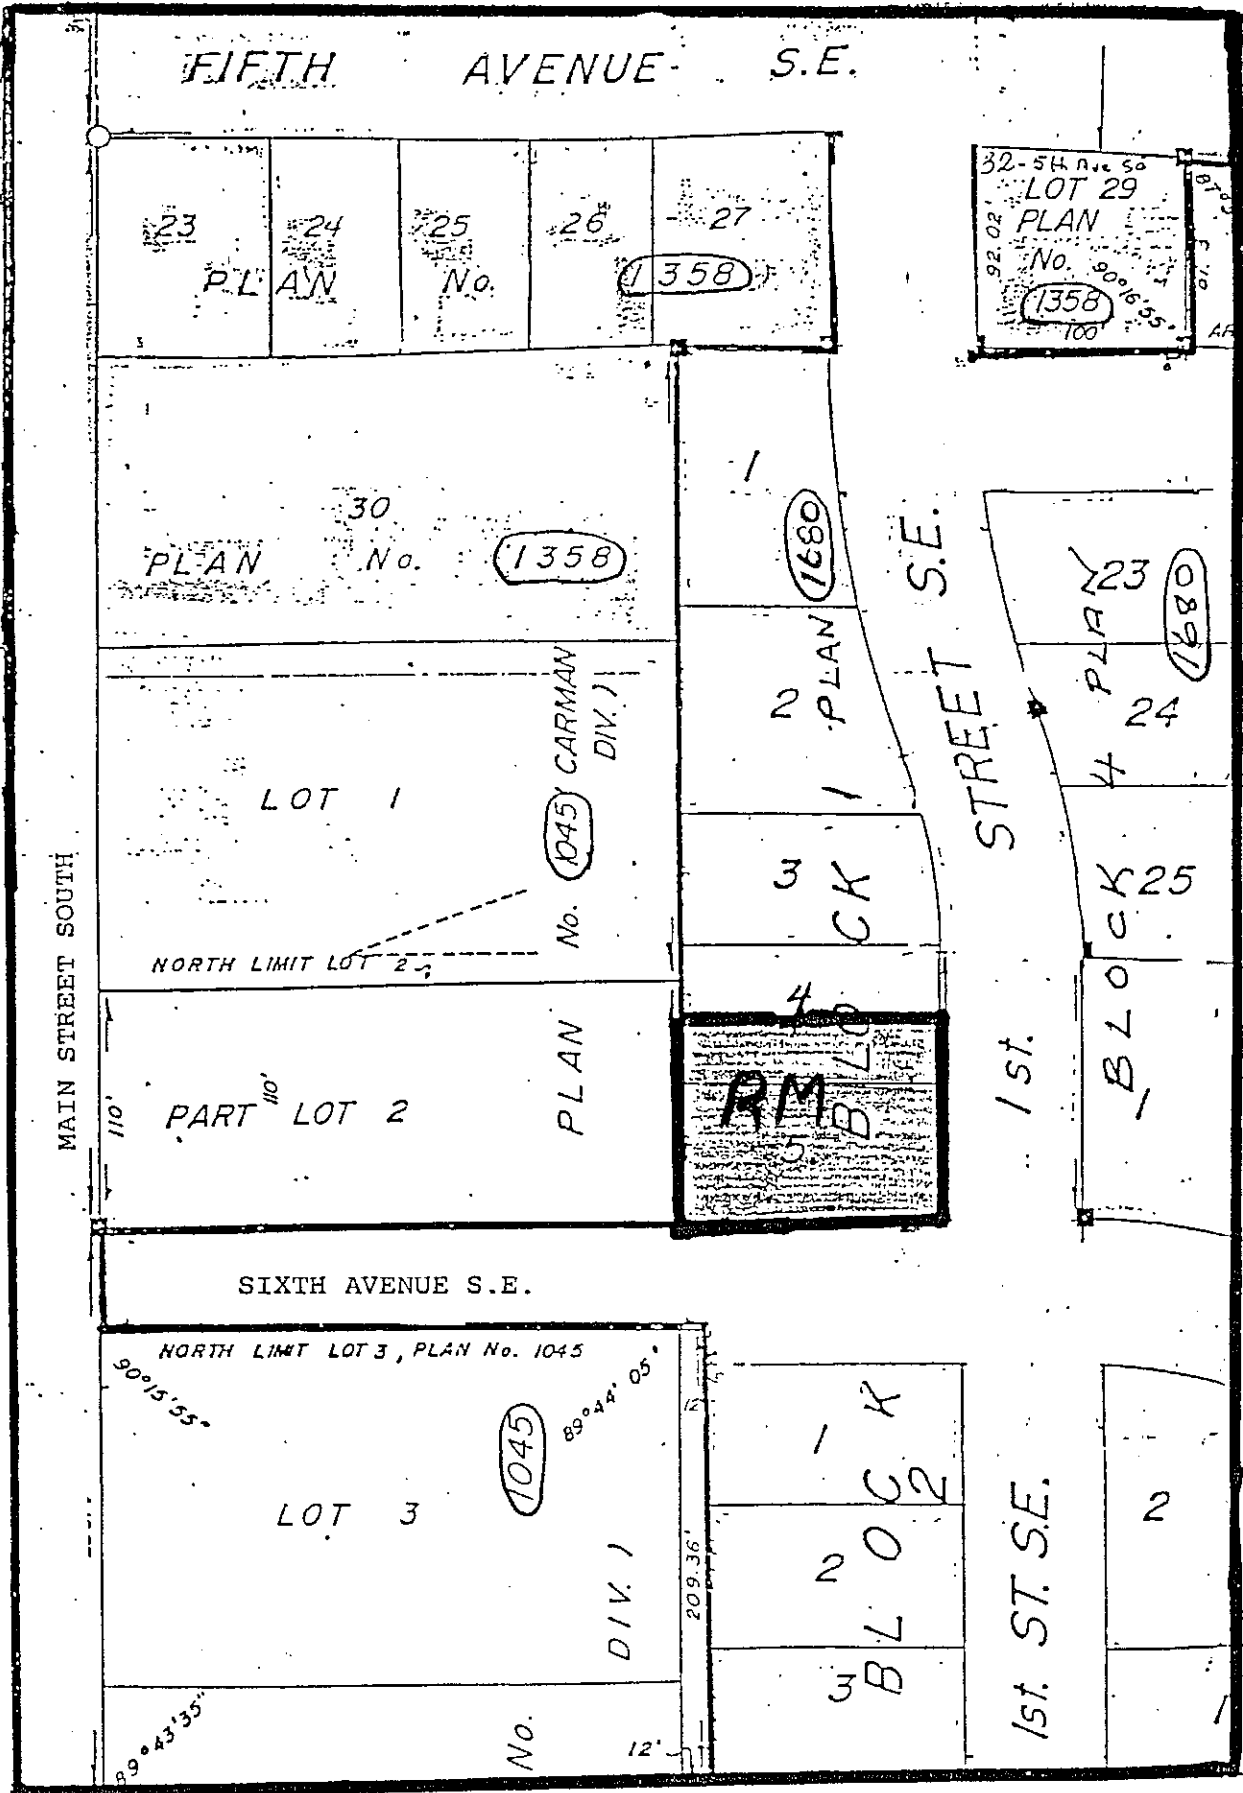 FIFTH AVENUE S.E.
23 24 25 26 27
PLAN No. 1358
32-5th Ave So
LOT 29
PLAN
No.
1358
92.02'
90°16'55"
100'
30
PLAN No. 1358
1
1680
2
PLAN
3
4
BLOCK 1
RM
5
STREET S.E.
1st.
23
PLAN
1680
24
25
BLOCK 4
1
LOT 1
No. 1045 (CARMAN
DIV.)
PLAN
NORTH LIMIT LOT 2
MAIN STREET SOUTH
110'
110'
PART LOT 2
SIXTH AVENUE S.E.
NORTH LIMIT LOT 3, PLAN No. 1045
90°15'55"
89°44'05"
1045
LOT 3
DIV.)
No.
12'
209.36'
12'
89°43'35"
1
2
3
BLOCK
2
1st. ST. S.E.
2
1